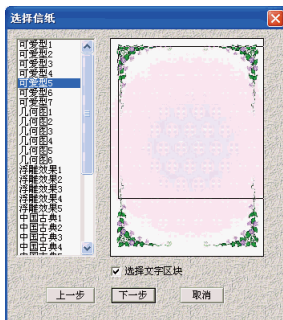 选择信纸
可爱型1
可爱型2
可爱型3
可爱型4
可爱型5
可爱型6
可爱型7
几何图1
几何图2
几何图3
几何图4
几何图5
几何图6
浮雕效果1
浮雕效果2
浮雕效果3
浮雕效果4
浮雕效果5
中国古典1
中国古典2
中国古典3
中国古典4
中国古典5
选择文字区块
上一步
下一步
取消